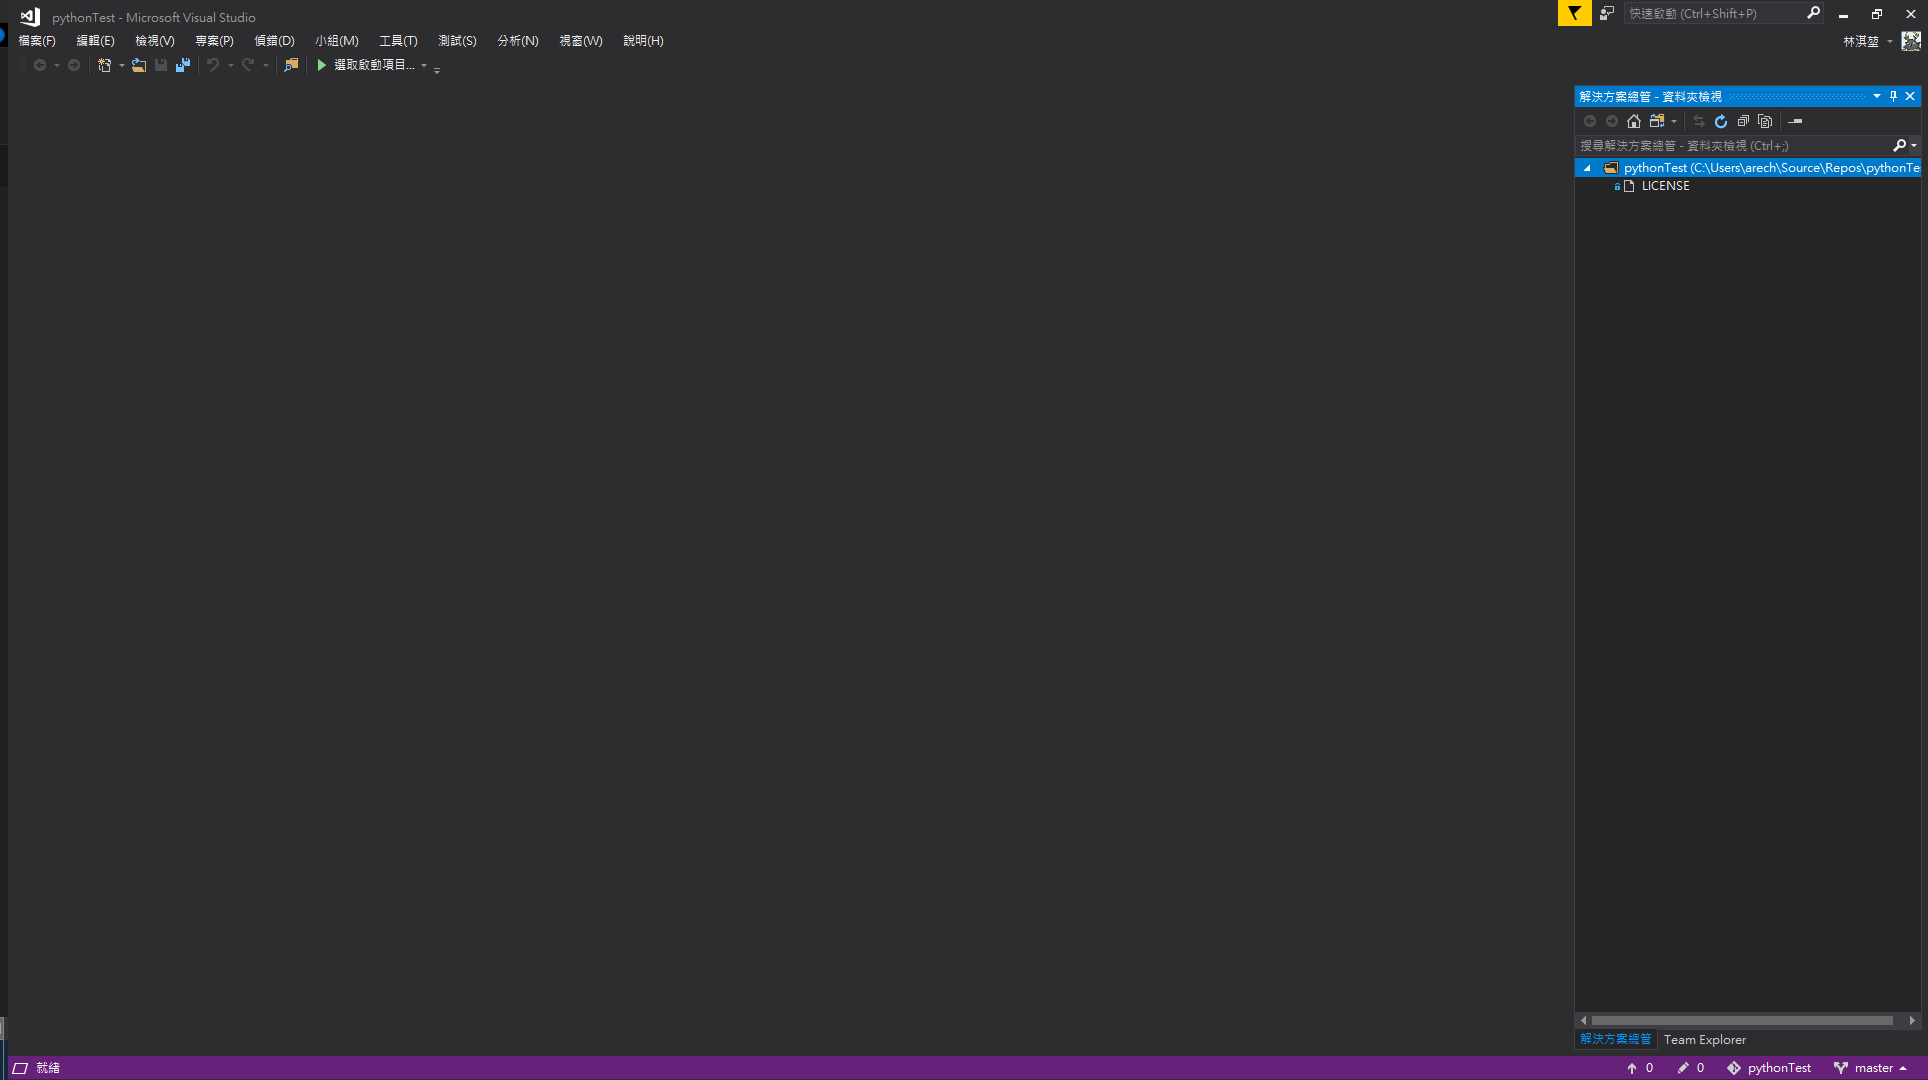 pythonTest - Microsoft Visual Studio
快速啟動 (Ctrl+Shift+P)
檔案(F) 編輯(E) 檢視(V) 專案(P) 偵錯(D) 小組(M) 工具(T) 測試(S) 分析(N) 視窗(W) 說明(H)
林淇堃
選取啟動項目...
解決方案總管 - 資料夾檢視
搜尋解決方案總管 - 資料夾檢視 (Ctrl+;)
pythonTest (C:\Users\arech\Source\Repos\pythonTe
LICENSE
解決方案總管 Team Explorer
就緒 0 0 pythonTest master